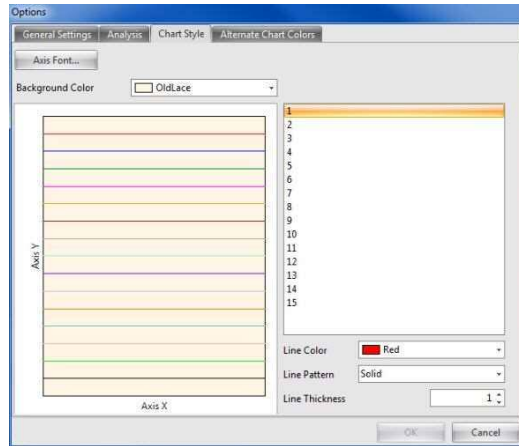 Options
General Settings Analysis Chart Style Alternate Chart Colors
Axis Font...
Background Color OldLace
Axis Y
Axis X
1
2
3
4
5
6
7
8
9
10
11
12
13
14
15
Line Color Red
Line Pattern Solid
Line Thickness 1
OK Cancel